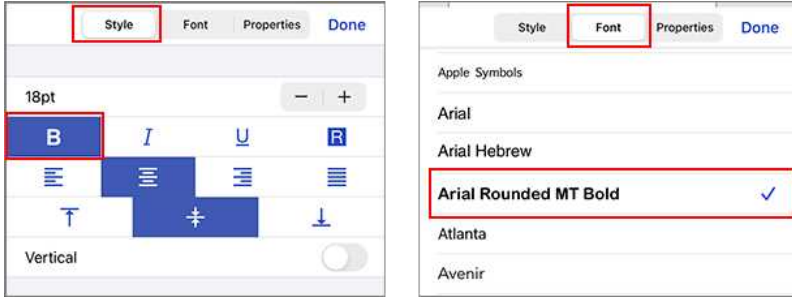 Style Font Properties Done
18pt − +
B I U R
Vertical
Style Font Properties Done
Apple Symbols
Arial
Arial Hebrew
Arial Rounded MT Bold
Atlanta
Avenir